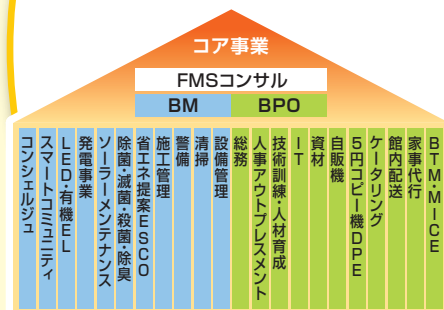 コア事業
FMSコンサル
BM
BPO
コンシェルジュ
スマートコミュニティ
LED・有機EL
発電事業
ソーラーメンテナンス
除菌・滅菌・殺菌・除臭
省エネ提案ESCO
施工管理
警備
清掃
設備管理
総務
人事アウトプレスメント
技術訓練・人材育成
IT
資材
自販機
5円コピー機DPE
ケータリング
館内配送
家事代行
BTM・MICE